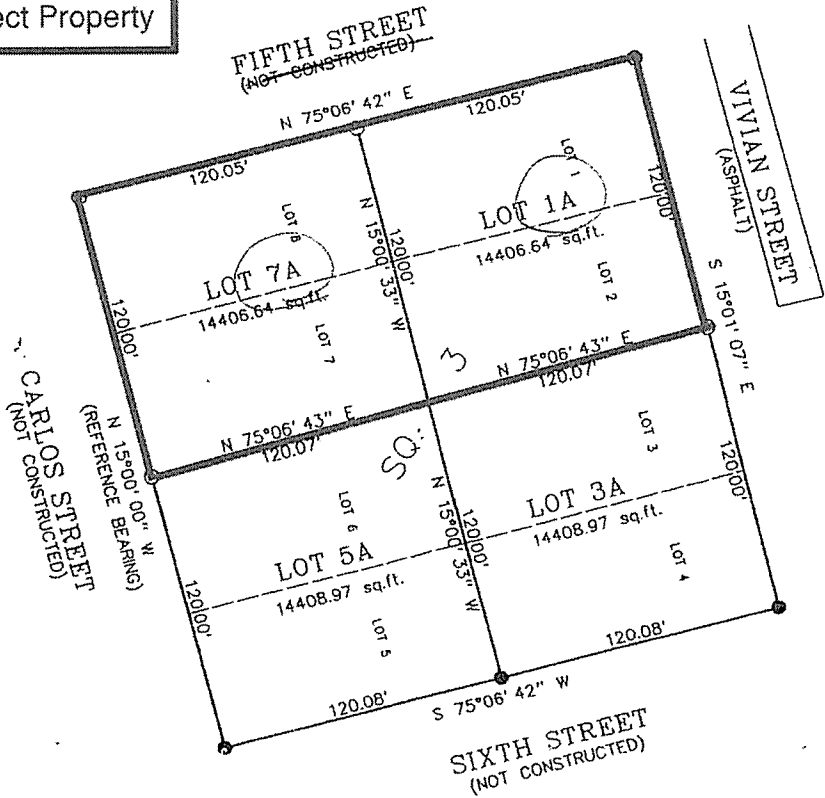 ect Property
FIFTH STREET
(NOT CONSTRUCTED)
N 75°06' 42" E
120.05'
120.05'
VIVIAN STREET
(ASPHALT)
LOT 1
LOT 1A
14406.64 sq.ft.
120.00'
LOT 2
LOT 8
LOT 7A
14406.64 sq.ft.
120.00'
LOT 7
N 15°00' 33" W
120.00'
S 15°01' 07" E
N 75°06' 43" E
120.07'
N 75°06' 43" E
120.07'
SQ. 3
CARLOS STREET
(NOT CONSTRUCTED)
N 15°00' 00" W
(REFERENCE BEARING)
LOT 3
LOT 3A
14408.97 sq.ft.
120.00'
LOT 4
LOT 6
LOT 5A
14408.97 sq.ft.
120.00'
LOT 5
N 15°00' 33" W
120.00'
120.08'
120.08'
S 75°06' 42" W
SIXTH STREET
(NOT CONSTRUCTED)